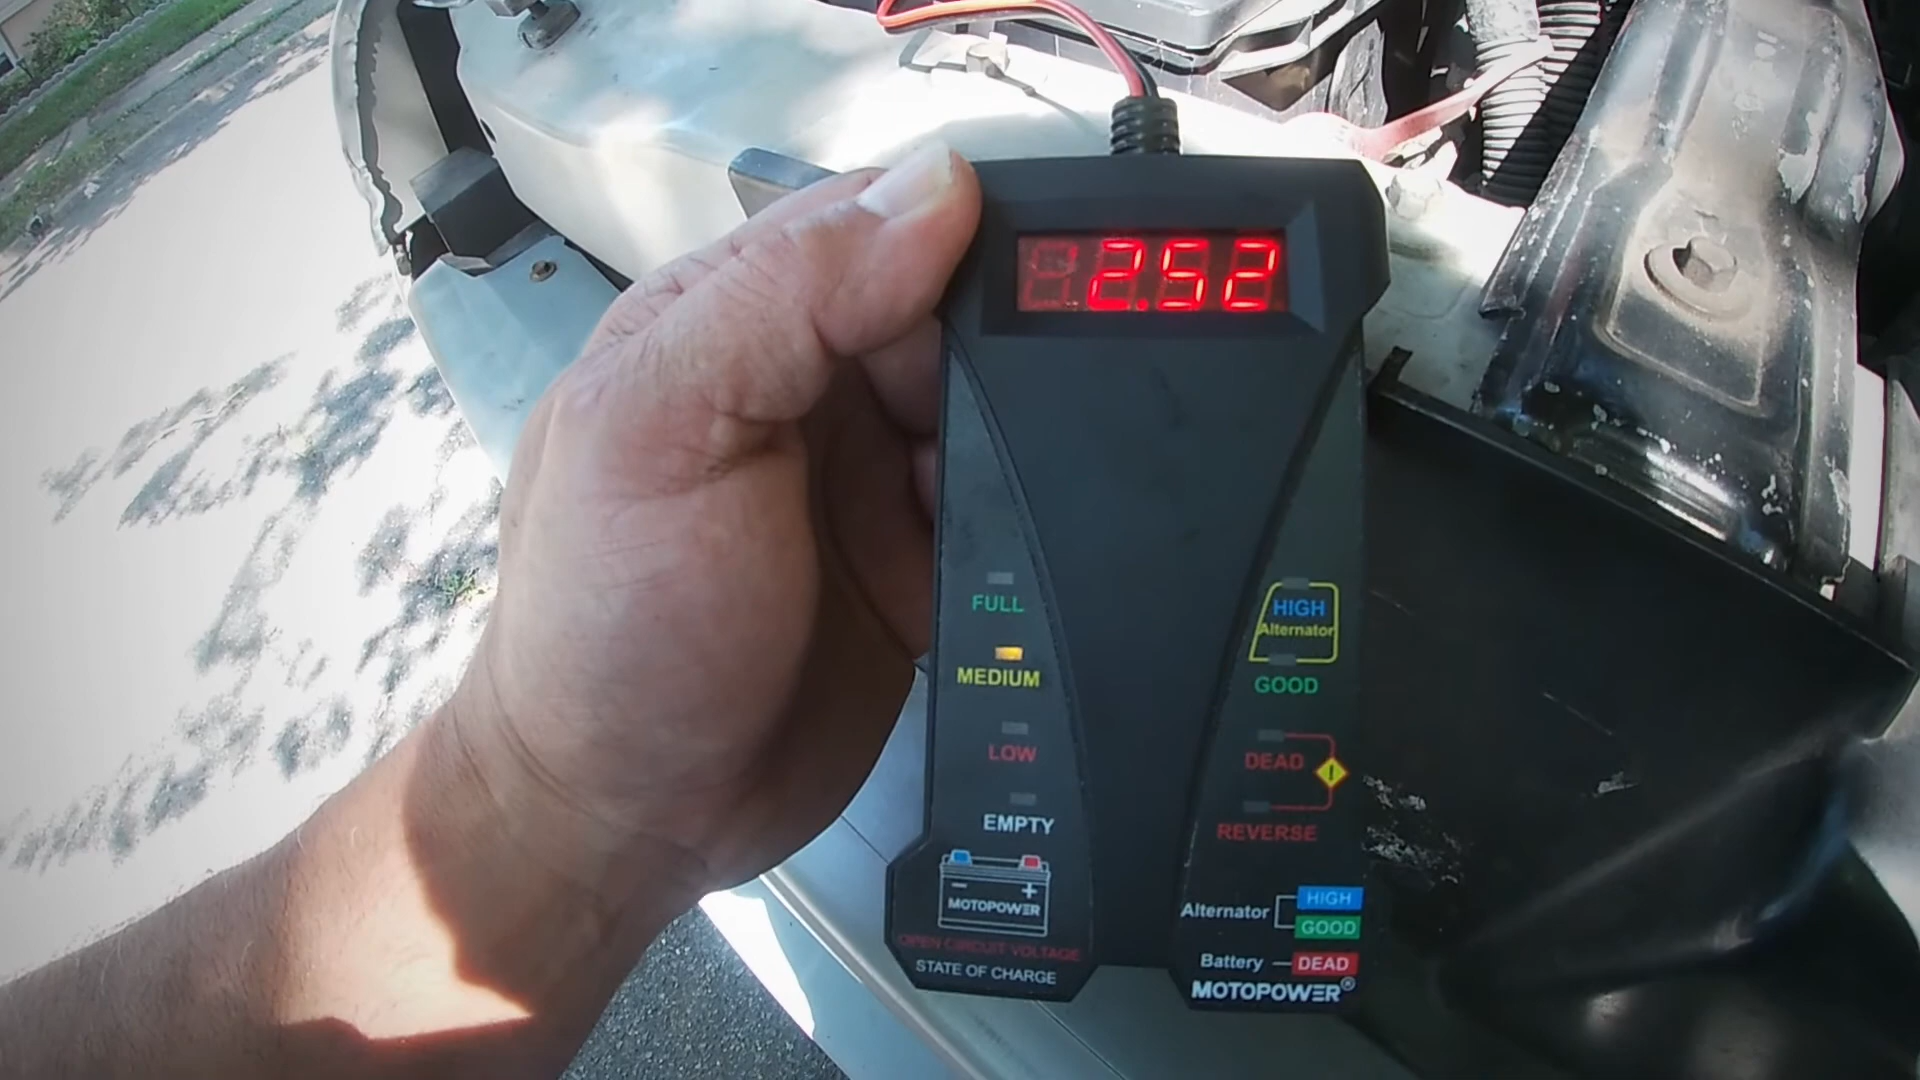 2.52
FULL
MEDIUM
LOW
EMPTY
HIGH
Alternator
GOOD
DEAD
!
REVERSE
- +
MOTOPOWER
OPEN CIRCUIT VOLTAGE
STATE OF CHARGE
Alternator HIGH
GOOD
Battery — DEAD
MOTOPOWER®